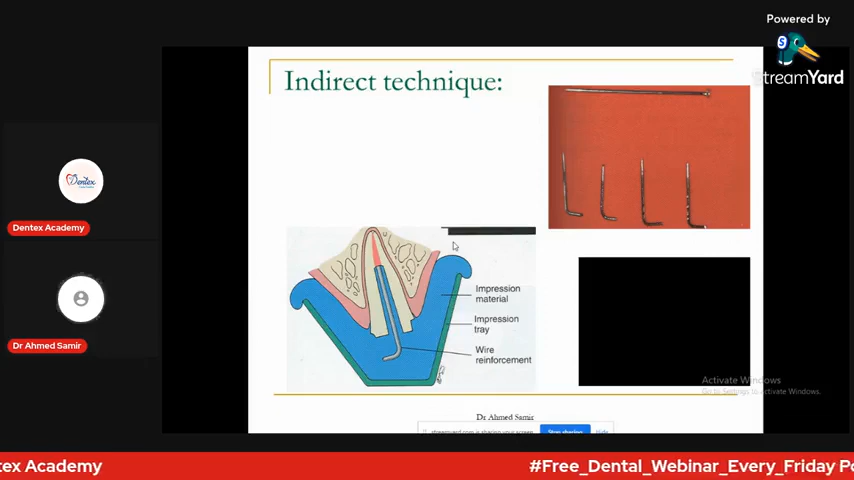 Powered by
StreamYard
Indirect technique:
Dentex
Dentex Academy
Impression
material
Impression
tray
Wire
reinforcement
Dr Ahmed Samir
Activate Windows
Go to Settings to activate Windows.
Dr Ahmed Samir
streamyard.com is sharing your screen.
Stop sharing
Hide
tex Academy
#Free_Dental_Webinar_Every_Friday Po